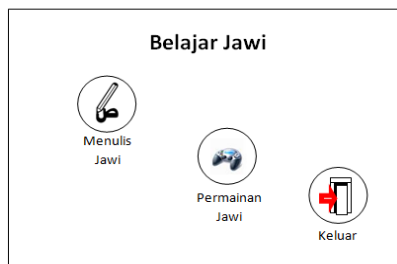 Belajar Jawi
ص
Menulis
Jawi
Permainan
Jawi
Keluar